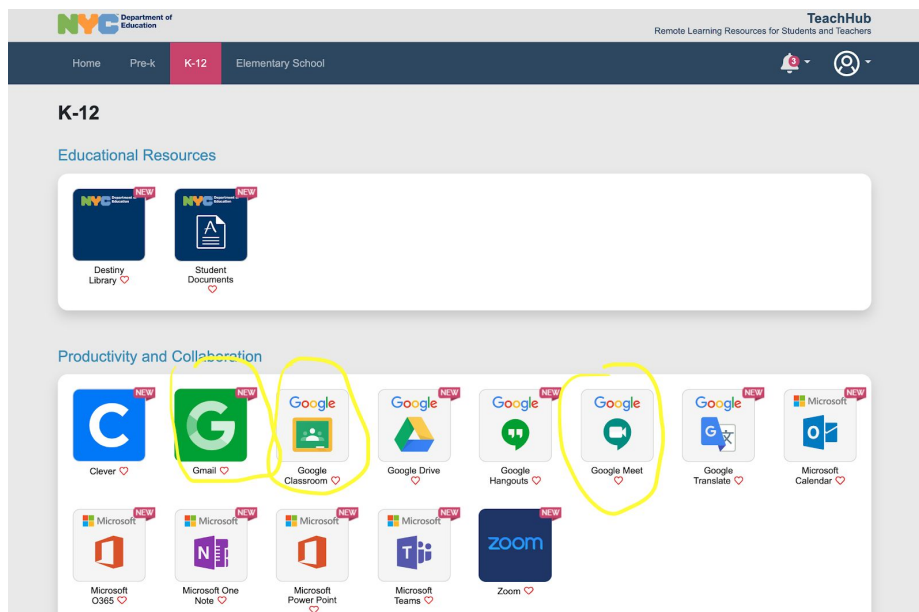 NYC Department of
Education
TeachHub
Remote Learning Resources for Students and Teachers
Home Pre-k K-12 Elementary School
3
K-12
Educational Resources
NYC Department of Education NEW
NYC Department of Education NEW
A
Destiny
Library
Student
Documents
Productivity and Collaboration
C NEW
G NEW
Google
Google NEW
Google NEW
Google
Google NEW
G 文
Microsoft NEW
O
Clever
Gmail
Google
Classroom
Google Drive
Google
Hangouts
Google Meet
Google
Translate
Microsoft
Calendar
Microsoft NEW
Microsoft NEW
N
Microsoft NEW
Microsoft NEW
T
zoom NEW
Microsoft
O365
Microsoft One
Note
Microsoft
Power Point
Microsoft
Teams
Zoom